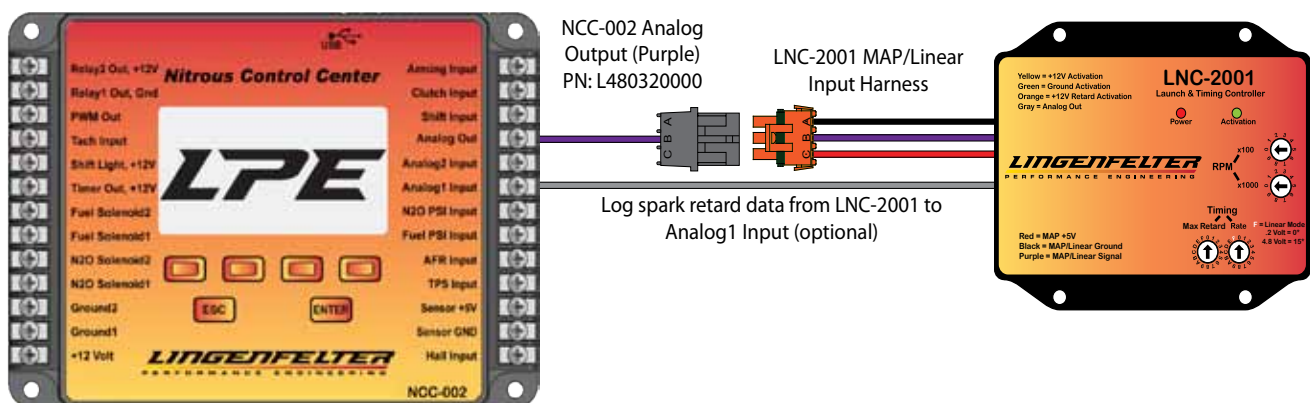 USB
Nitrous Control Center
Relay2 Out, +12V
Relay1 Out, Gnd
PWM Out
Tach Input
Shift Light, +12V
Timer Out, +12V
Fuel Solenoid2
Fuel Solenoid1
N2O Solenoid2
N2O Solenoid1
Ground2
Ground1
+12 Volt
LPE
Arming Input
Clutch Input
Shift Input
Analog Out
Analog2 Input
Analog1 Input
N2O PSI Input
Fuel PSI Input
AFR Input
TPS Input
Sensor +5V
Sensor GND
Hall Input
ESC
ENTER
LINGENFELTER
PERFORMANCE ENGINEERING
NCC-002
NCC-002 Analog
Output (Purple)
PN: L480320000
LNC-2001 MAP/Linear
Input Harness
A
B
C
A
B
C
Log spark retard data from LNC-2001 to
Analog1 Input (optional)
Yellow = +12V Activation
Green = Ground Activation
Orange = +12V Retard Activation
Gray = Analog Out
LNC-2001
Launch & Timing Controller
Power
Activation
LINGENFELTER
PERFORMANCE ENGINEERING
x100
RPM
x1000
Timing
Max Retard
Rate
F = Linear Mode
.2 Volt = 0°
4.8 Volt = 15°
Red = MAP +5V
Black = MAP/Linear Ground
Purple = MAP/Linear Signal